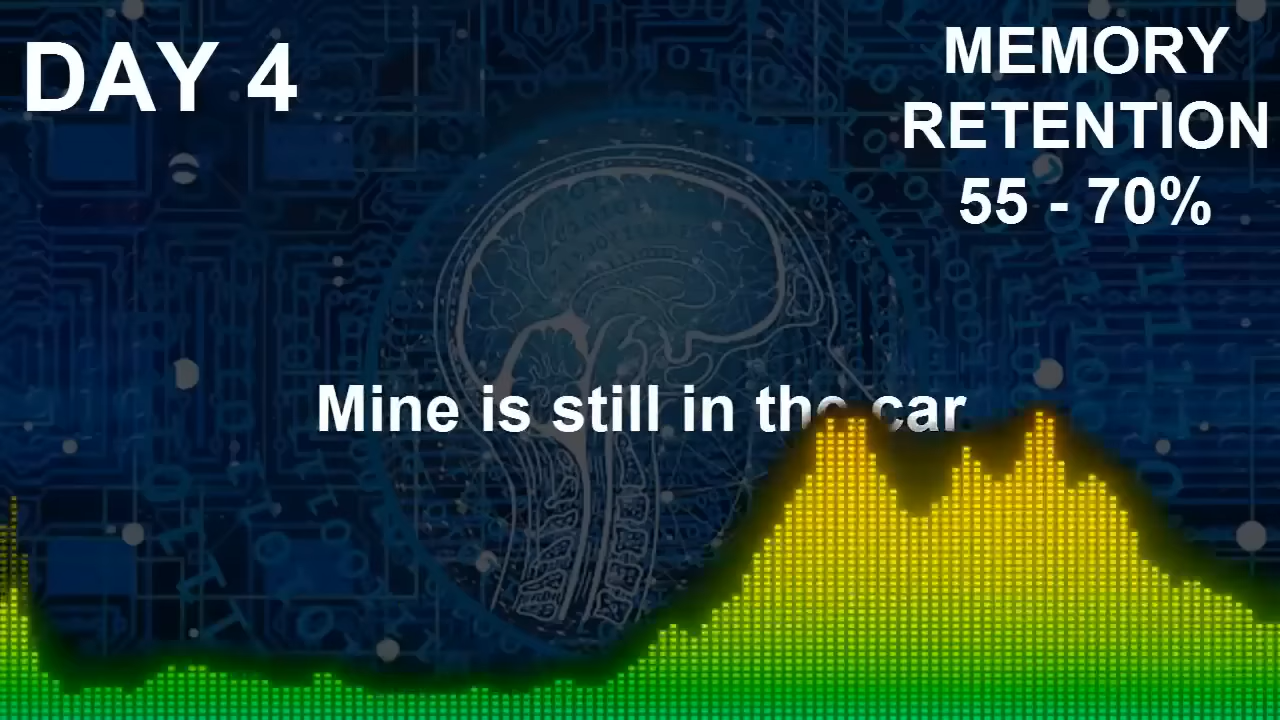 DAY 4
MEMORY
RETENTION
55 - 70%
Mine is still in the car